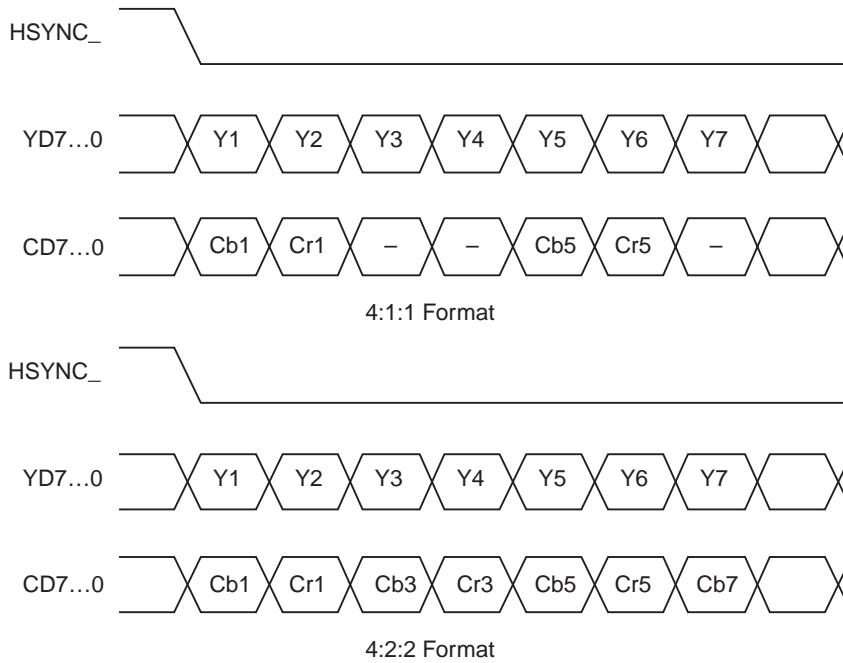 HSYNC_
YD7…0 Y1 Y2 Y3 Y4 Y5 Y6 Y7
CD7…0 Cb1 Cr1 – – Cb5 Cr5 –
4:1:1 Format
HSYNC_
YD7…0 Y1 Y2 Y3 Y4 Y5 Y6 Y7
CD7…0 Cb1 Cr1 Cb3 Cr3 Cb5 Cr5 Cb7
4:2:2 Format